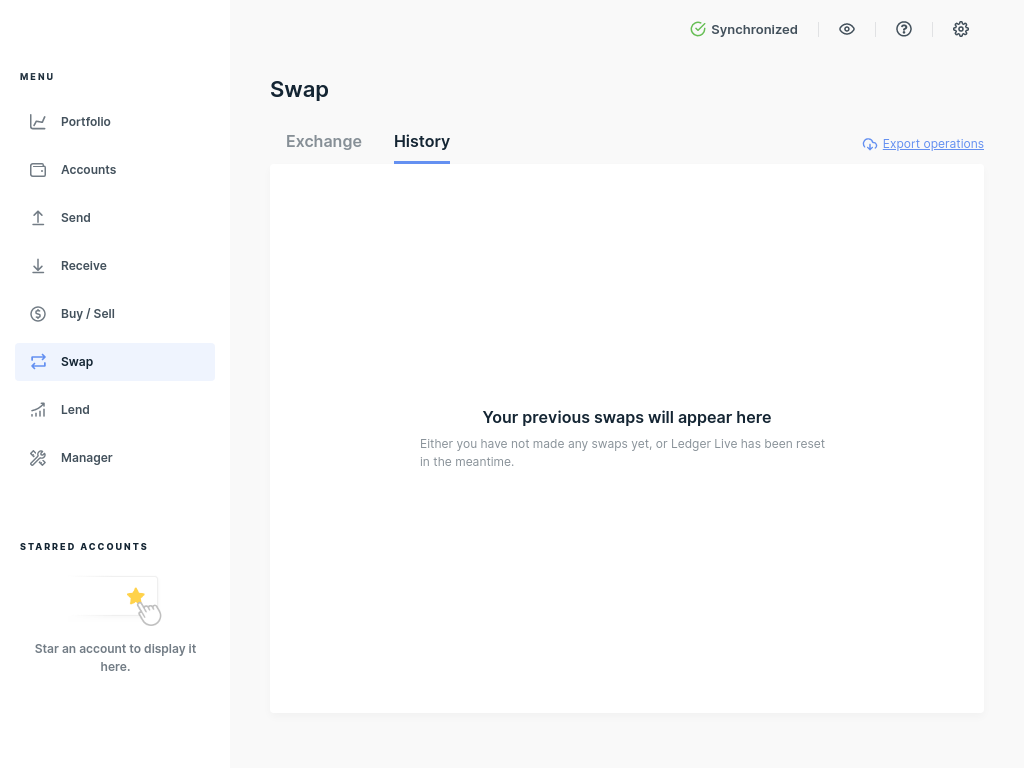 Synchronized
MENU
Portfolio
Accounts
Send
Receive
Buy / Sell
Swap
Lend
Manager
STARRED ACCOUNTS
Star an account to display it
here.
Swap
Exchange
History
Export operations
Your previous swaps will appear here
Either you have not made any swaps yet, or Ledger Live has been reset
in the meantime.